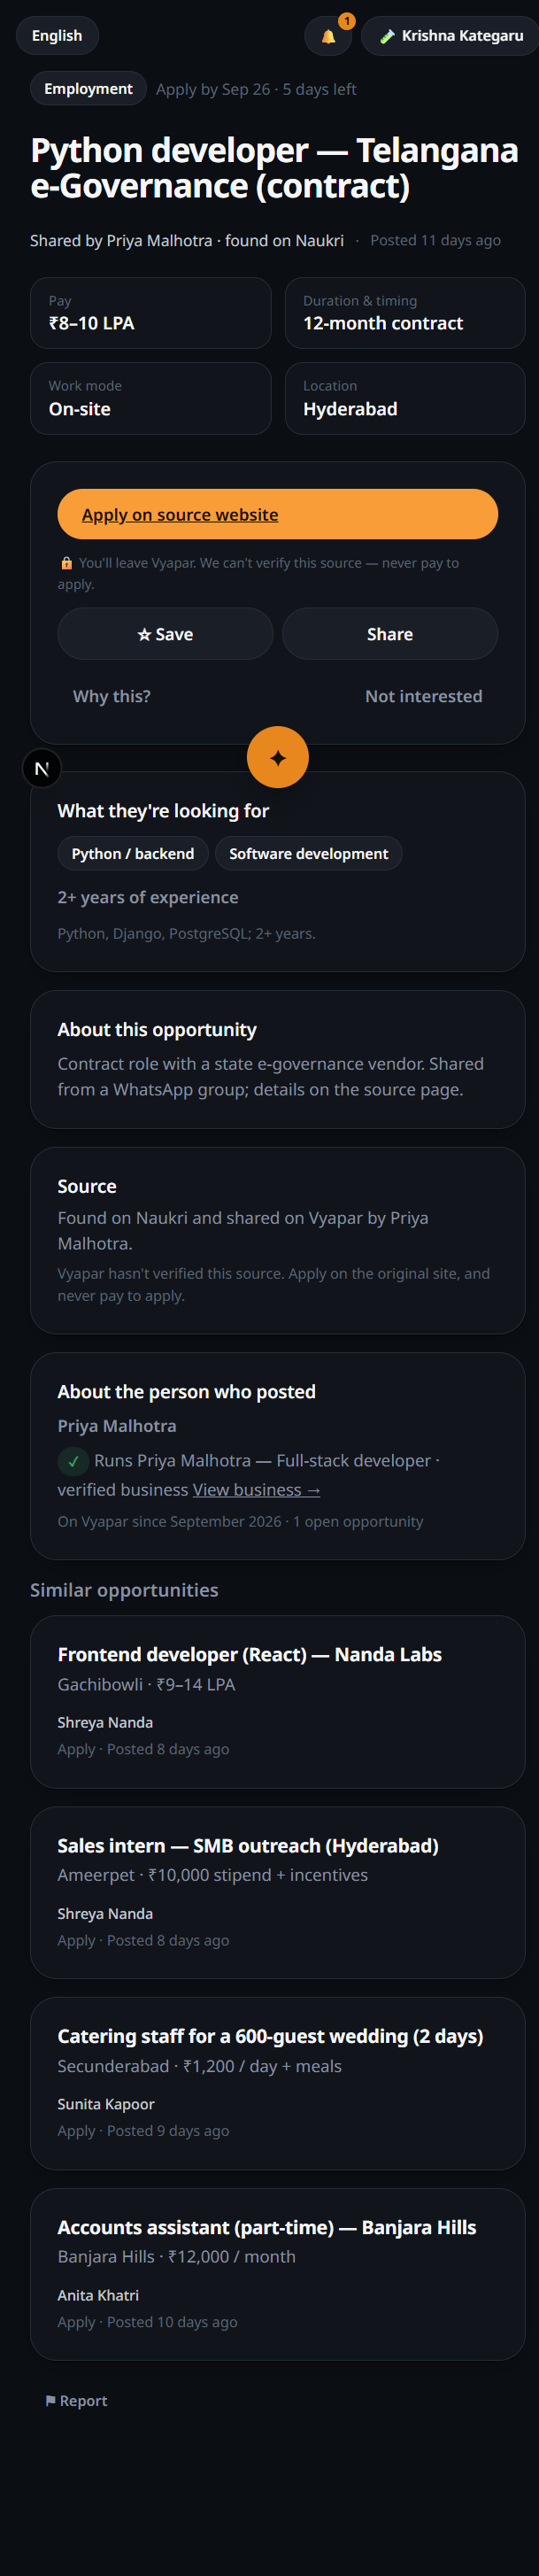 English
1
Krishna Kategaru
Employment
Apply by Sep 26 · 5 days left
Python developer — Telangana
e-Governance (contract)
Shared by Priya Malhotra · found on Naukri · Posted 11 days ago
Pay
₹8–10 LPA
Duration & timing
12-month contract
Work mode
On-site
Location
Hyderabad
Apply on source website
You'll leave Vyapar. We can't verify this source — never pay to
apply.
☆ Save
Share
Why this?
Not interested
N
What they're looking for
Python / backend
Software development
2+ years of experience
Python, Django, PostgreSQL; 2+ years.
About this opportunity
Contract role with a state e-governance vendor. Shared
from a WhatsApp group; details on the source page.
Source
Found on Naukri and shared on Vyapar by Priya
Malhotra.
Vyapar hasn't verified this source. Apply on the original site, and
never pay to apply.
About the person who posted
Priya Malhotra
✓ Runs Priya Malhotra — Full-stack developer ·
verified business View business →
On Vyapar since September 2026 · 1 open opportunity
Similar opportunities
Frontend developer (React) — Nanda Labs
Gachibowli · ₹9–14 LPA
Shreya Nanda
Apply · Posted 8 days ago
Sales intern — SMB outreach (Hyderabad)
Ameerpet · ₹10,000 stipend + incentives
Shreya Nanda
Apply · Posted 8 days ago
Catering staff for a 600-guest wedding (2 days)
Secunderabad · ₹1,200 / day + meals
Sunita Kapoor
Apply · Posted 9 days ago
Accounts assistant (part-time) — Banjara Hills
Banjara Hills · ₹12,000 / month
Anita Khatri
Apply · Posted 10 days ago
⚑ Report